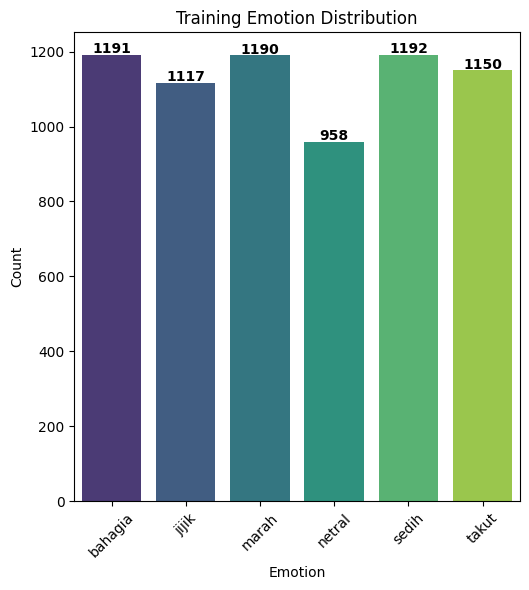 Training Emotion Distribution
1191
1117
1190
958
1192
1150
1200
1000
800
600
400
200
0
Count
bahagia
jijik
marah
netral
sedih
takut
Emotion